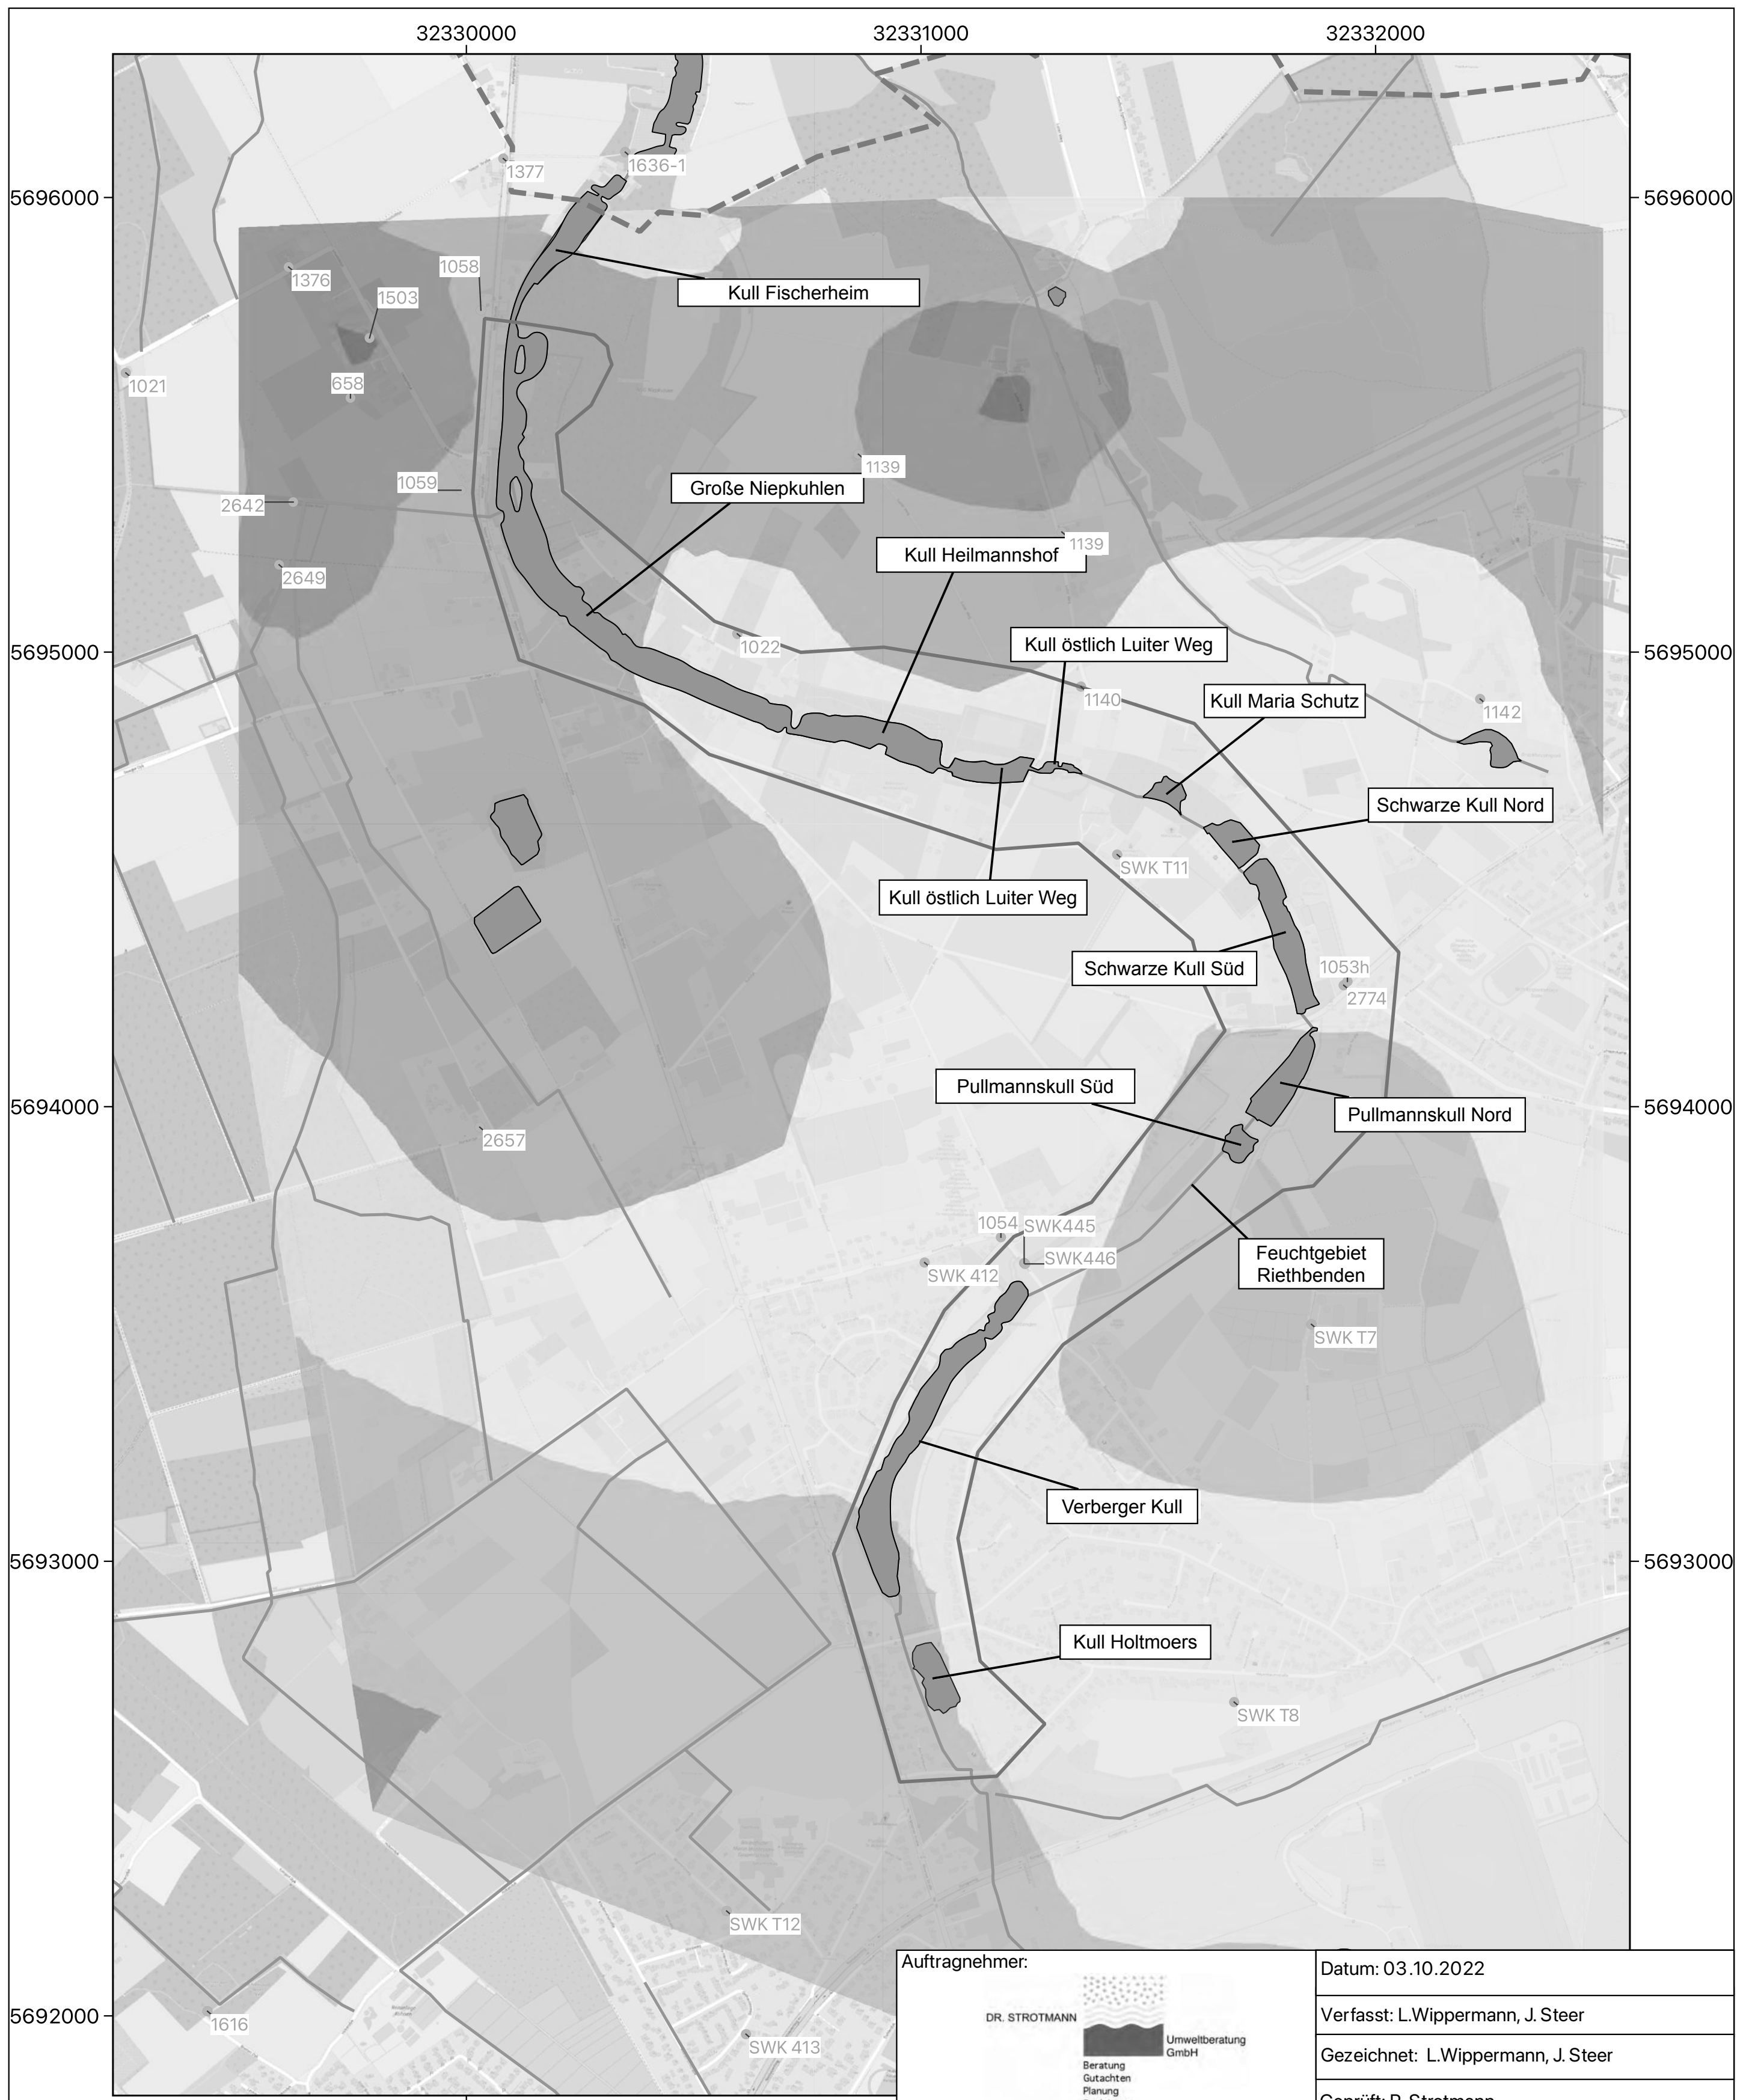 32330000
32331000
32332000
1377
1636-1
5696000
5696000
1058
1376
1503
Kull Fischerheim
1021
658
1139
1059
Große Niepkuhlen
2642
1139
Kull Heilmannshof
2649
Kull östlich Luiter Weg
1022
5695000
5695000
Kull Maria Schutz
1140
1142
Schwarze Kull Nord
SWK T11
Kull östlich Luiter Weg
Schwarze Kull Süd
1053h
2774
Pullmannskull Süd
5694000
5694000
Pullmannskull Nord
2657
1054
SWK445
SWK446
Feuchtgebiet
Riethbenden
SWK 412
SWK T7
Verberger Kull
5693000
5693000
Kull Holtmoers
SWK T8
SWK T12
5692000
1616
SWK 413
Auftragnehmer:
DR. STROTMANN
Umweltberatung
GmbH
Beratung
Gutachten
Planung
Datum: 03.10.2022
Verfasst: L.Wippermann, J. Steer
Gezeichnet: L.Wippermann, J. Steer